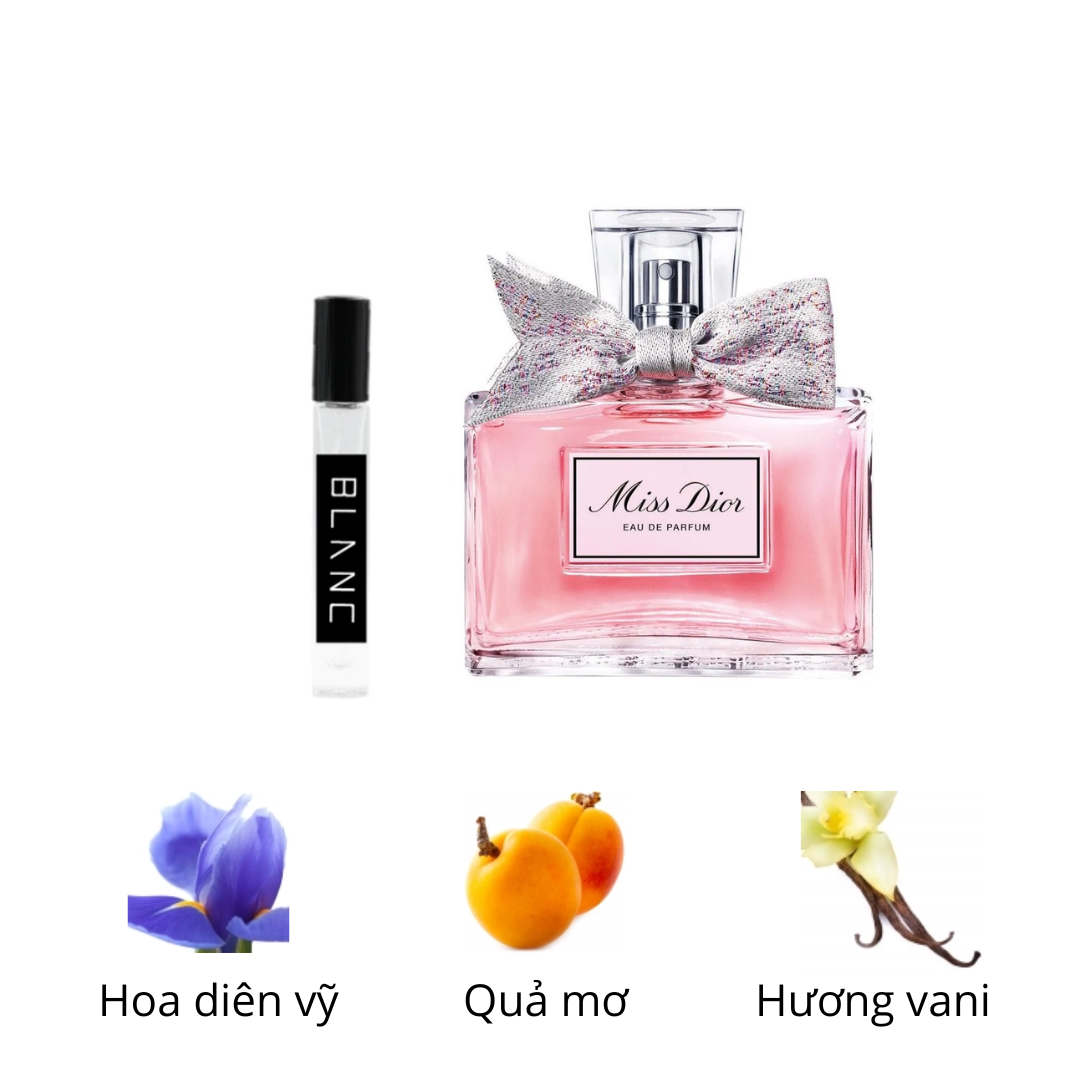 BLANC
Miss Dior
EAU DE PARFUM
Hoa diên vỹ
Quả mơ
Hương vani